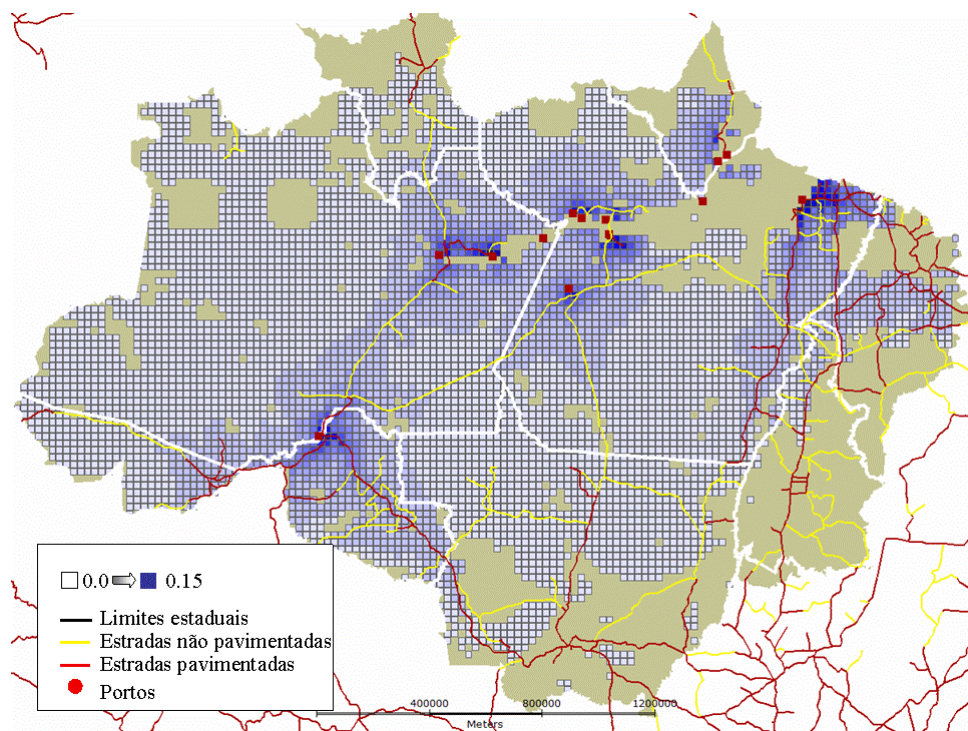 0.0 0.15
Limites estaduais
Estradas não pavimentadas
Estradas pavimentadas
Portos
400000 800000 1200000
Meters